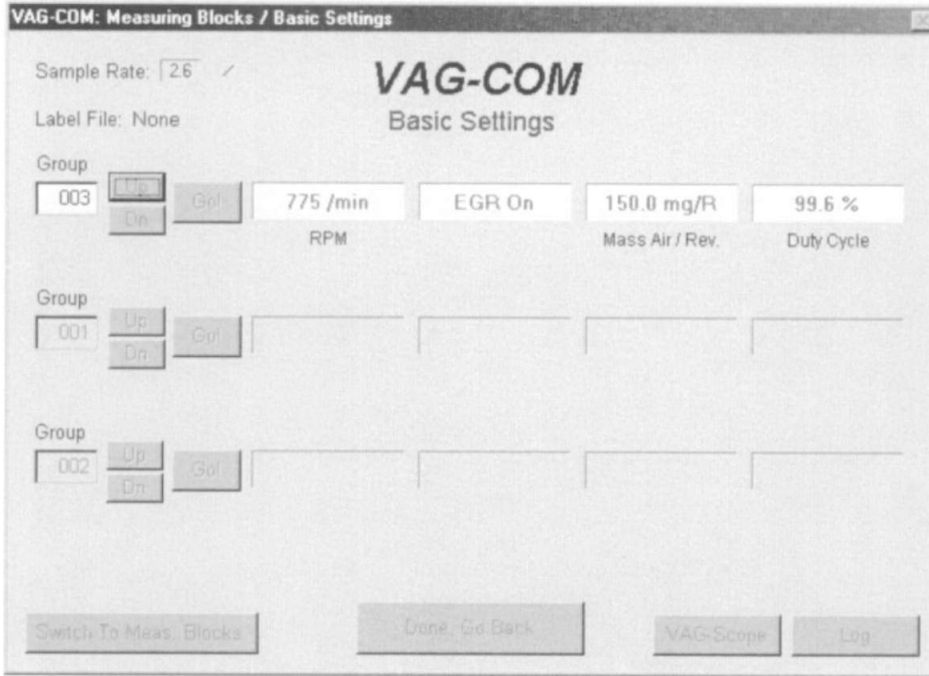 VAG-COM: Measuring Blocks / Basic Settings
Sample Rate: 2.6 /
VAG-COM
Label File: None
Basic Settings
Group
003 Up Dn Go! 775 /min EGR On 150.0 mg/R 99.6 %
RPM Mass Air / Rev. Duty Cycle
Group
001 Up Dn Go!
Group
002 Up Dn Go!
Switch To Meas. Blocks Done, Go Back VAG-Scope Log